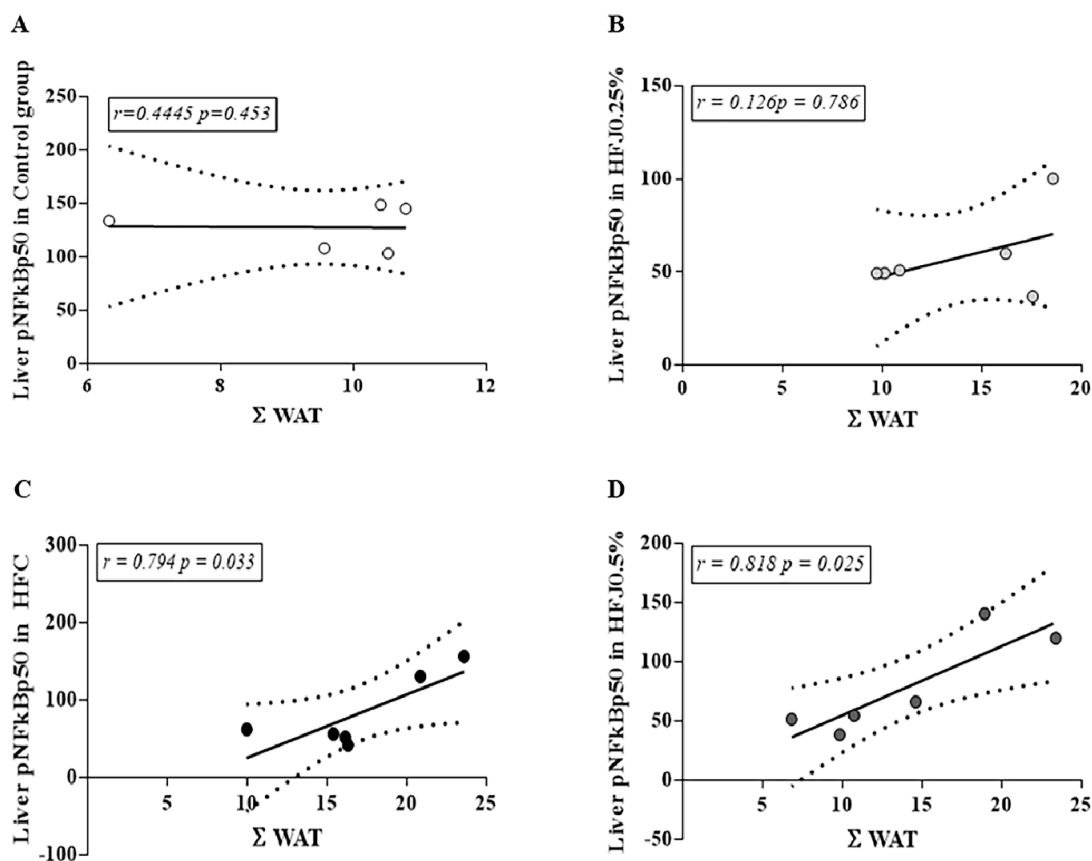 A
Liver pNFkBp50 in Control group
r=0.4445 p=0.453
250
200
150
100
50
0
6
8
10
12
Σ WAT
B
Liver pNFkBp50 in HFJ0.25%
r = 0.126p = 0.786
150
100
50
0
0
5
10
15
20
Σ WAT
C
Liver pNFkBp50 in HFC
r = 0.794 p = 0.033
300
200
100
0
-100
5
10
15
20
25
Σ WAT
D
Liver pNFkBp50 in HFJ0.5%
r = 0.818 p = 0.025
200
150
100
50
0
-50
5
10
15
20
25
Σ WAT